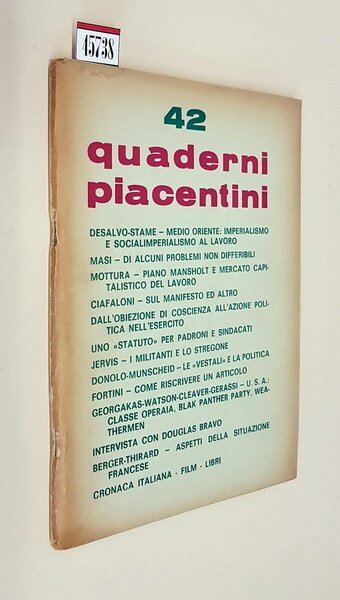 45738
42
quaderni
piacentini
DESALVO-STAME – MEDIO ORIENTE: IMPERIALISMO
E SOCIALIMPERIALISMO AL LAVORO
MASI – DI ALCUNI PROBLEMI NON DIFFERIBILI
MOTTURA – PIANO MANSHOLT E MERCATO CAPI-
TALISTICO DEL LAVORO
CIAFALONI – SUL MANIFESTO ED ALTRO
DALL'OBIEZIONE DI COSCIENZA ALL'AZIONE POLI-
TICA NELL'ESERCITO
UNO «STATUTO» PER PADRONI E SINDACATI
JERVIS – I MILITANTI E LO STREGONE
DONOLO-MUNSCHEID – LE «VESTALI» E LA POLITICA
FORTINI – COME RISCRIVERE UN ARTICOLO
GEORGAKAS-WATSON-CLEAVER-GERASSI – U.S.A.:
CLASSE OPERAIA, BLAK PANTHER PARTY. WEA-
THERMEN
INTERVISTA CON DOUGLAS BRAVO
BERGER-THIRARD – ASPETTI DELLA SITUAZIONE
FRANCESE
CRONACA ITALIANA - FILM - LIBRI